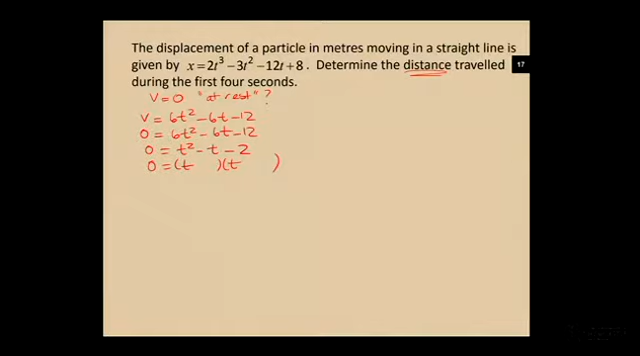 The displacement of a particle in metres moving in a straight line is
given by x = 2t³ − 3t² − 12t + 8 . Determine the distance travelled
17
during the first four seconds.
v = 0 "at rest" ?
v = 6t² − 6t − 12
0 = 6t² − 6t − 12
0 = t² − t − 2
0 = (t )(t )